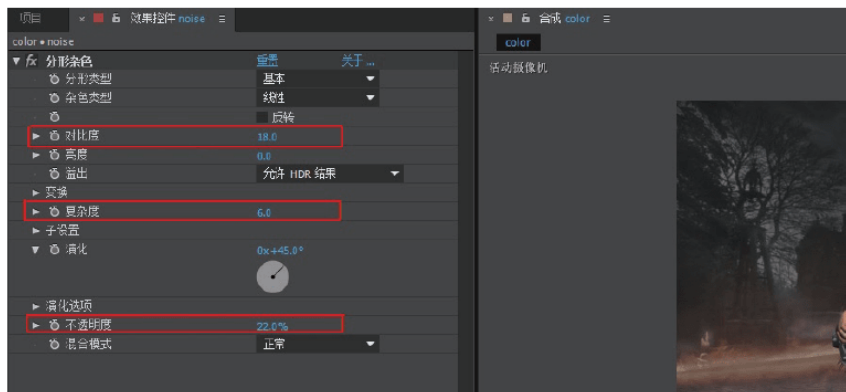 项目 × 效果控件 noise ≡
× 合成 color ≡
color • noise
color
fx 分形杂色 重置 关于...
活动摄像机
分形类型 基本
杂色类型 线性
反转
对比度 18.0
亮度 0.0
溢出 允许 HDR 结果
变换
复杂度 6.0
子设置
演化 0x+45.0°
演化选项
不透明度 22.0%
混合模式 正常